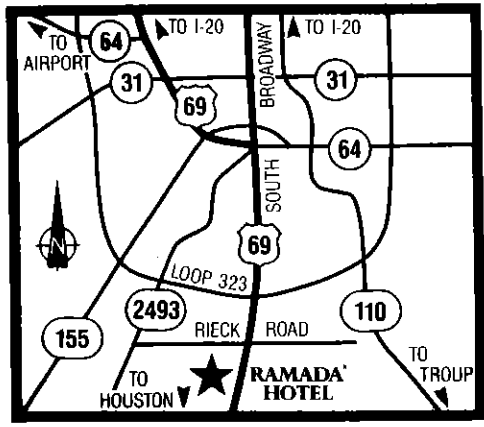 TO
AIRPORT
64
TO I-20
BROADWAY
TO I-20
31
31
69
64
SOUTH
N
69
LOOP 323
2493
110
155
RIECK ROAD
TO
HOUSTON
RAMADA®
HOTEL
TO
TROUP